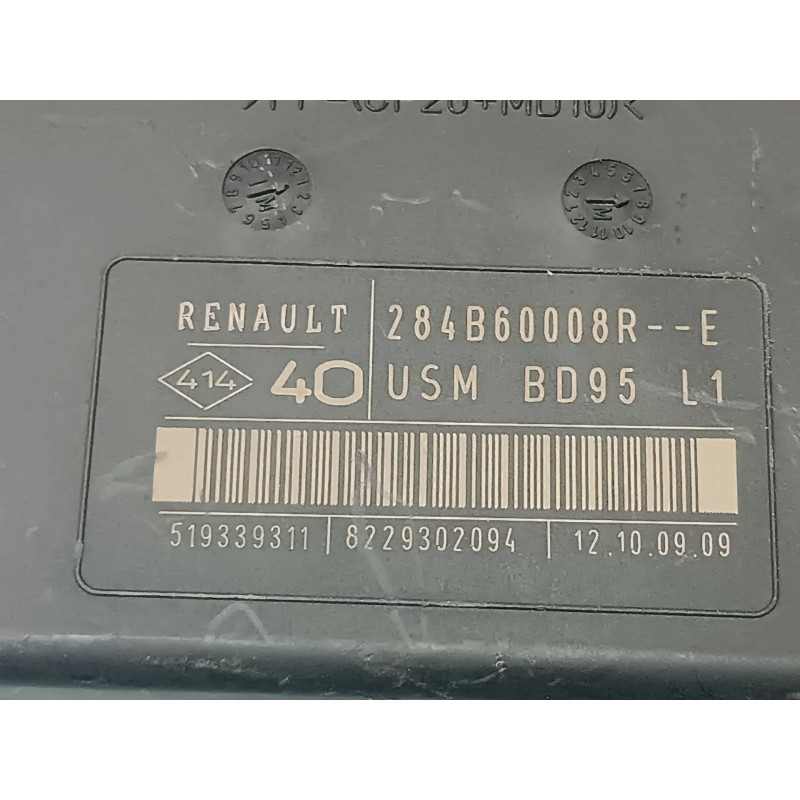 RENAULT 284B60008R--E
414 40 USM BD95 L1
519339311 8229302094 12.10.09.09